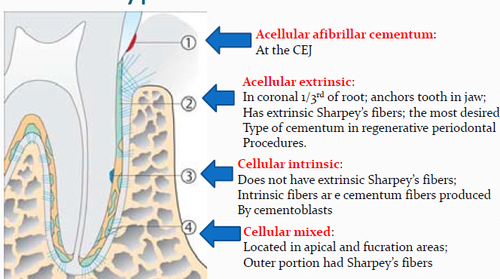 ① Acellular afibrillar cementum:
At the CEJ
② Acellular extrinsic:
In coronal 1/3rd of root; anchors tooth in jaw;
Has extrinsic Sharpey's fibers; the most desired
Type of cementum in regenerative periodontal
Procedures.
③ Cellular intrinsic:
Does not have extrinsic Sharpey's fibers;
Intrinsic fibers ar e cementum fibers produced
By cementoblasts
④ Cellular mixed:
Located in apical and fucration areas;
Outer portion had Sharpey's fibers